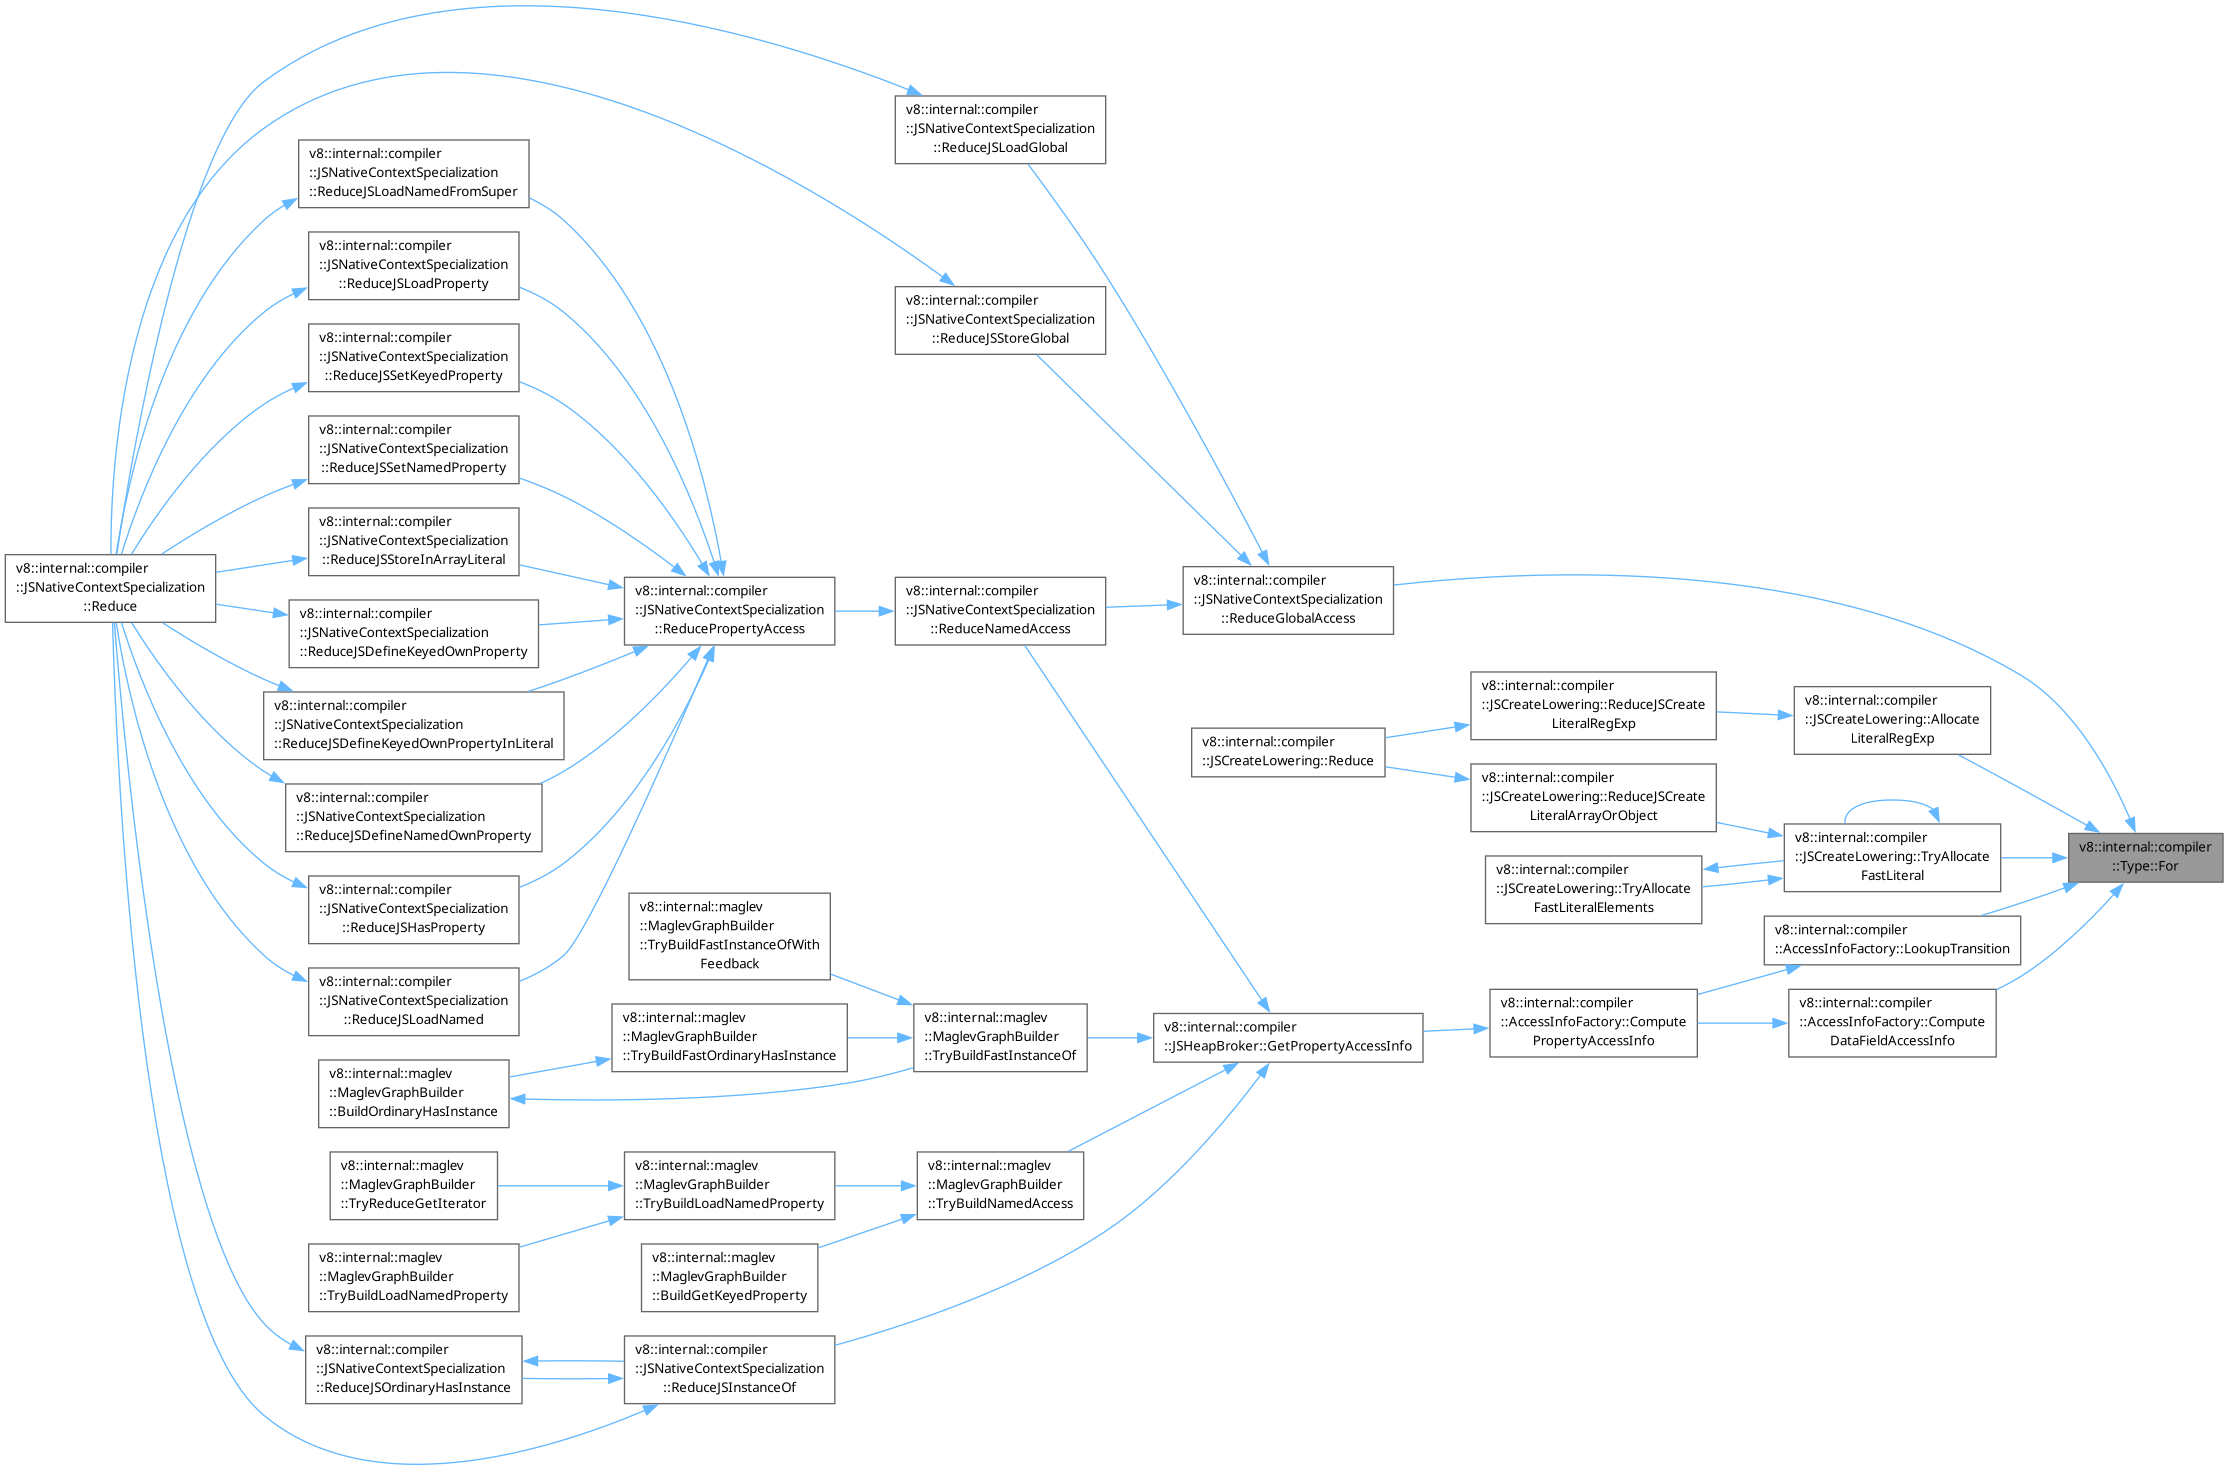 v8::internal::compiler
::JSNativeContextSpecialization
::Reduce
v8::internal::compiler
::JSNativeContextSpecialization
::ReduceJSLoadNamedFromSuper
v8::internal::compiler
::JSNativeContextSpecialization
::ReduceJSLoadProperty
v8::internal::compiler
::JSNativeContextSpecialization
::ReduceJSSetKeyedProperty
v8::internal::compiler
::JSNativeContextSpecialization
::ReduceJSSetNamedProperty
v8::internal::compiler
::JSNativeContextSpecialization
::ReduceJSStoreInArrayLiteral
v8::internal::compiler
::JSNativeContextSpecialization
::ReduceJSDefineKeyedOwnProperty
v8::internal::compiler
::JSNativeContextSpecialization
::ReduceJSDefineKeyedOwnPropertyInLiteral
v8::internal::compiler
::JSNativeContextSpecialization
::ReduceJSDefineNamedOwnProperty
v8::internal::compiler
::JSNativeContextSpecialization
::ReduceJSHasProperty
v8::internal::compiler
::JSNativeContextSpecialization
::ReduceJSLoadNamed
v8::internal::maglev
::MaglevGraphBuilder
::BuildOrdinaryHasInstance
v8::internal::maglev
::MaglevGraphBuilder
::TryReduceGetIterator
v8::internal::maglev
::MaglevGraphBuilder
::TryBuildLoadNamedProperty
v8::internal::compiler
::JSNativeContextSpecialization
::ReduceJSOrdinaryHasInstance
v8::internal::compiler
::JSNativeContextSpecialization
::ReducePropertyAccess
v8::internal::maglev
::MaglevGraphBuilder
::TryBuildFastInstanceOfWith
Feedback
v8::internal::maglev
::MaglevGraphBuilder
::TryBuildFastOrdinaryHasInstance
v8::internal::maglev
::MaglevGraphBuilder
::TryBuildLoadNamedProperty
v8::internal::maglev
::MaglevGraphBuilder
::BuildGetKeyedProperty
v8::internal::compiler
::JSNativeContextSpecialization
::ReduceJSInstanceOf
v8::internal::compiler
::JSNativeContextSpecialization
::ReduceJSLoadGlobal
v8::internal::compiler
::JSNativeContextSpecialization
::ReduceJSStoreGlobal
v8::internal::compiler
::JSNativeContextSpecialization
::ReduceNamedAccess
v8::internal::maglev
::MaglevGraphBuilder
::TryBuildFastInstanceOf
v8::internal::maglev
::MaglevGraphBuilder
::TryBuildNamedAccess
v8::internal::compiler
::JSNativeContextSpecialization
::ReduceGlobalAccess
v8::internal::compiler
::JSCreateLowering::Reduce
v8::internal::compiler
::JSHeapBroker::GetPropertyAccessInfo
v8::internal::compiler
::JSCreateLowering::ReduceJSCreate
LiteralRegExp
v8::internal::compiler
::JSCreateLowering::ReduceJSCreate
LiteralArrayOrObject
v8::internal::compiler
::JSCreateLowering::TryAllocate
FastLiteralElements
v8::internal::compiler
::AccessInfoFactory::Compute
PropertyAccessInfo
v8::internal::compiler
::JSCreateLowering::Allocate
LiteralRegExp
v8::internal::compiler
::JSCreateLowering::TryAllocate
FastLiteral
v8::internal::compiler
::AccessInfoFactory::LookupTransition
v8::internal::compiler
::AccessInfoFactory::Compute
DataFieldAccessInfo
v8::internal::compiler
::Type::For